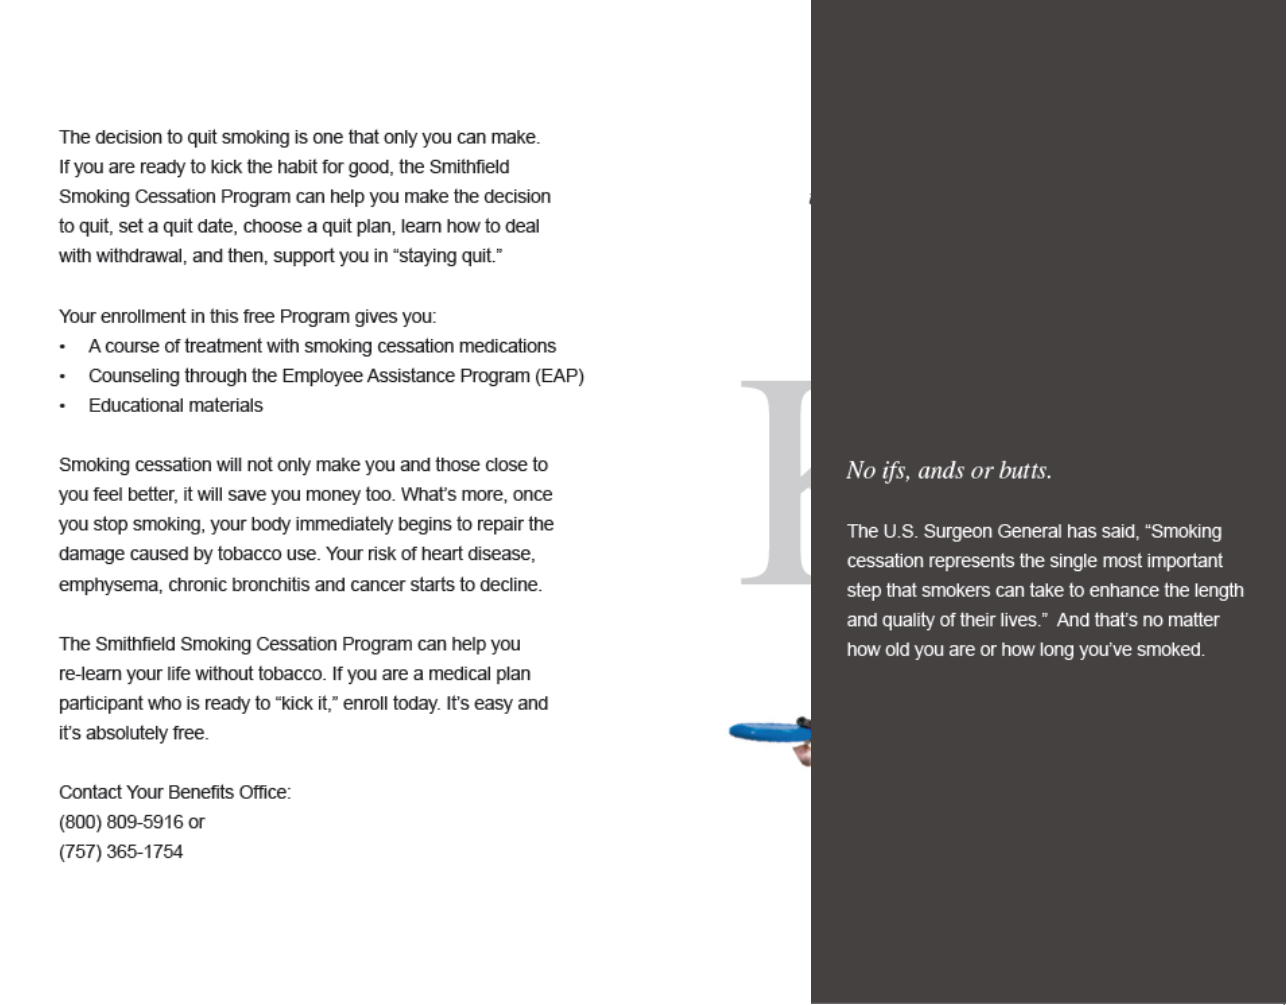 The decision to quit smoking is one that only you can make.
If you are ready to kick the habit for good, the Smithfield
Smoking Cessation Program can help you make the decision
to quit, set a quit date, choose a quit plan, learn how to deal
with withdrawal, and then, support you in “staying quit.”
Your enrollment in this free Program gives you:
• A course of treatment with smoking cessation medications
• Counseling through the Employee Assistance Program (EAP)
• Educational materials
Smoking cessation will not only make you and those close to
you feel better, it will save you money too. What’s more, once
you stop smoking, your body immediately begins to repair the
damage caused by tobacco use. Your risk of heart disease,
emphysema, chronic bronchitis and cancer starts to decline.
The Smithfield Smoking Cessation Program can help you
re-learn your life without tobacco. If you are a medical plan
participant who is ready to “kick it,” enroll today. It’s easy and
it’s absolutely free.
Contact Your Benefits Office:
(800) 809-5916 or
(757) 365-1754
No ifs, ands or butts.
The U.S. Surgeon General has said, “Smoking
cessation represents the single most important
step that smokers can take to enhance the length
and quality of their lives.”  And that’s no matter
how old you are or how long you’ve smoked.